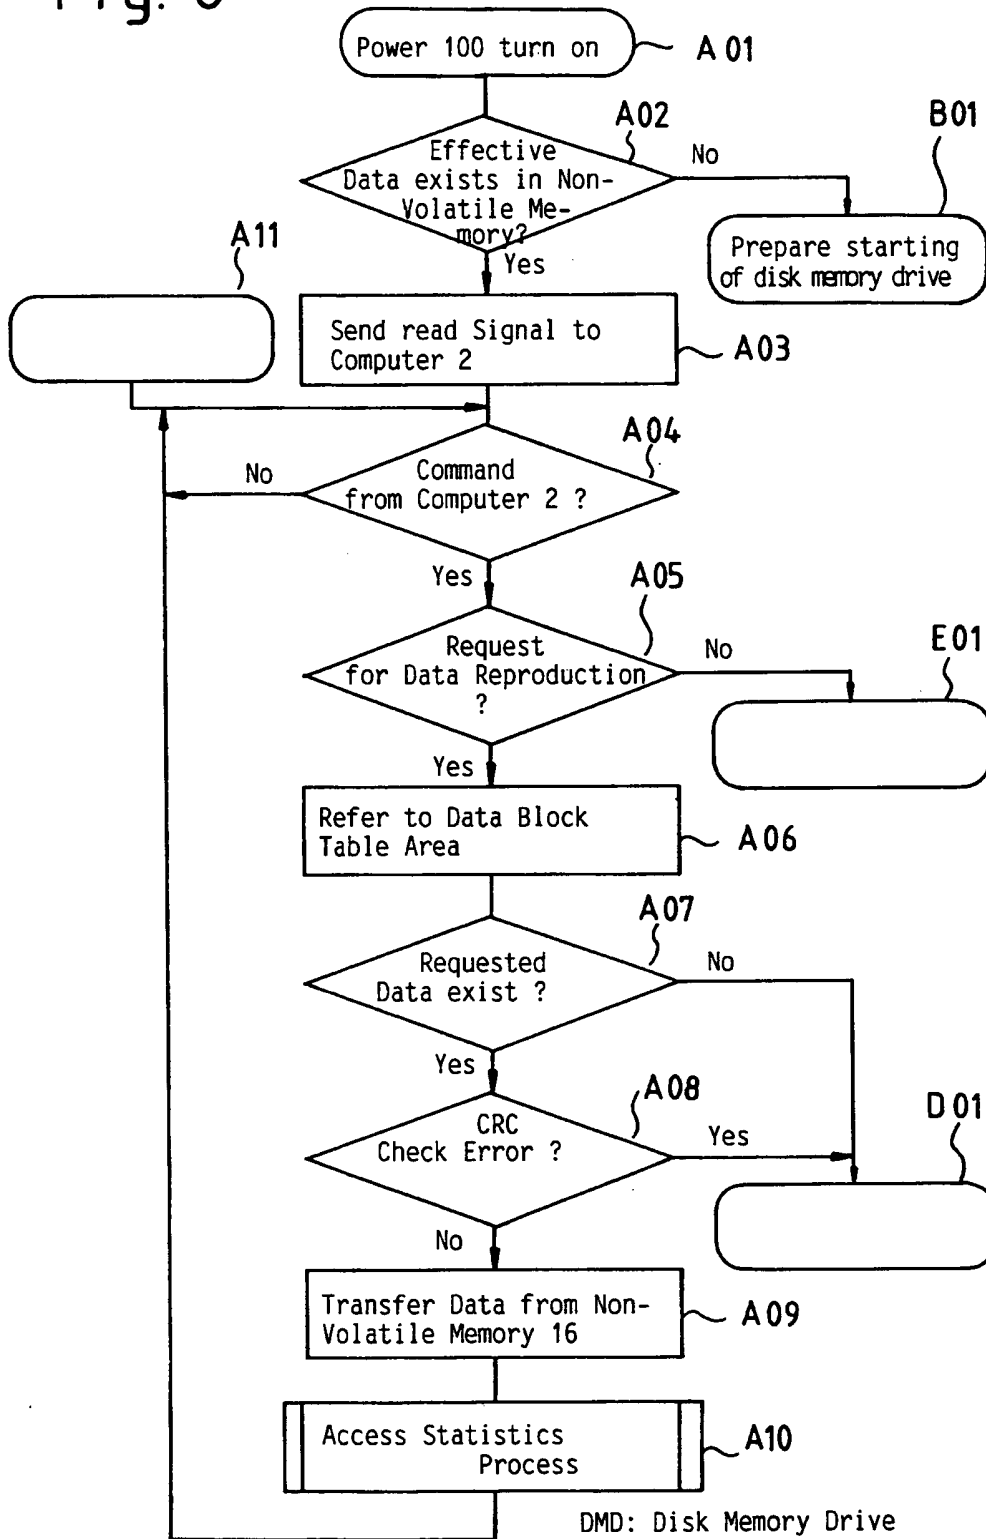 Power 100 turn on
A01
A02
B01
Effective
Data exists in Non-
Volatile Me-
mory?
No
Yes
Prepare starting
of disk memory drive
A11
Send read Signal to
Computer 2
A03
A04
Command
from Computer 2 ?
No
Yes
A05
Request
for Data Reproduction
?
No
E01
Yes
Refer to Data Block
Table Area
A06
A07
Requested
Data exist ?
No
Yes
A08
CRC
Check Error ?
Yes
D01
No
Transfer Data from Non-
Volatile Memory 16
A09
Access Statistics
Process
A10
DMD: Disk Memory Drive